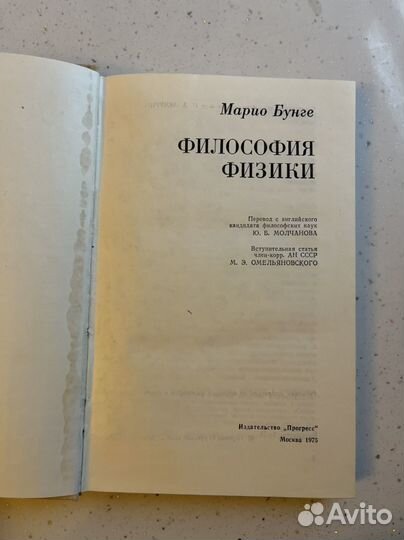 Марио Бунге
ФИЛОСОФИЯ
ФИЗИКИ
Перевод с английского
кандидата философских наук
Ю. Б. МОЛЧАНОВА
Вступительная статья
член-корр. АН СССР
М. Э. ОМЕЛЬЯНОВСКОГО
Издательство „Прогресс“
Москва 1975
Avito